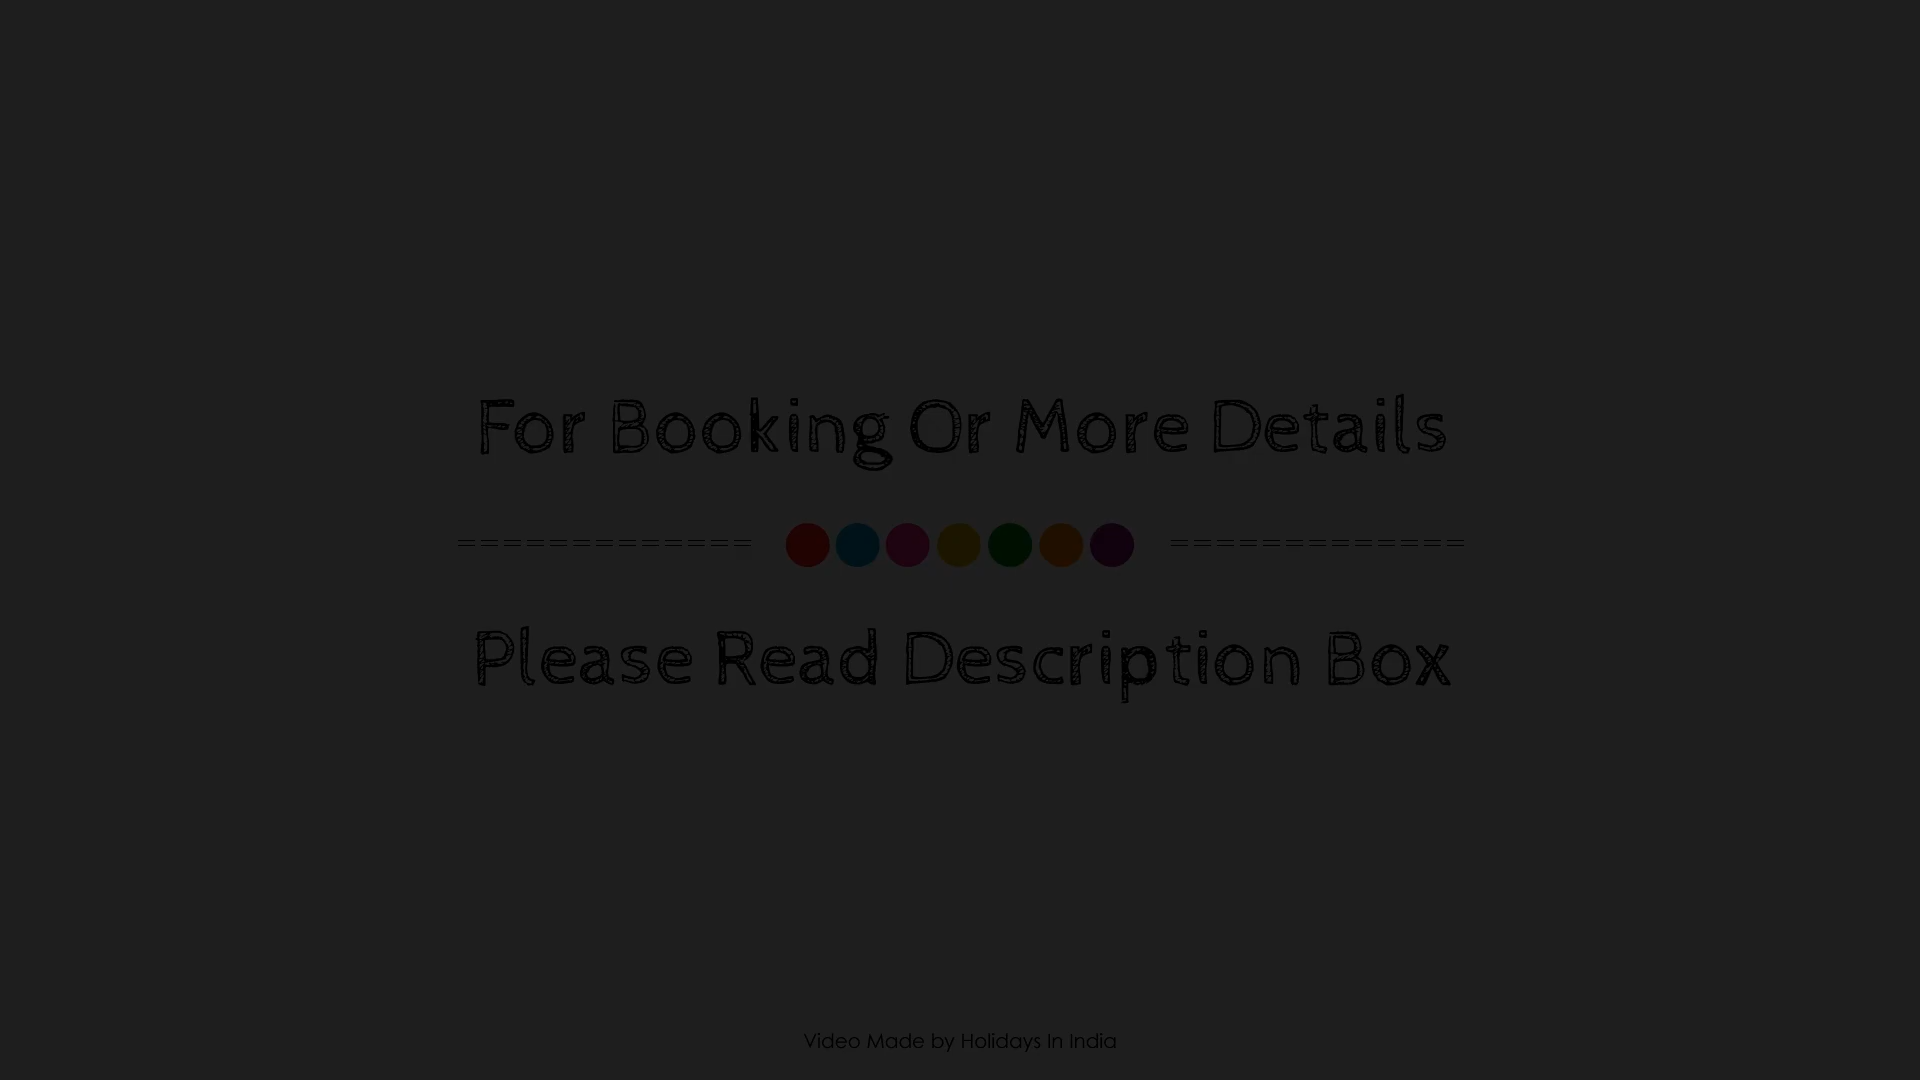 For Booking Or More Details
============= =============
Please Read Description Box
Video Made by Holidays In India